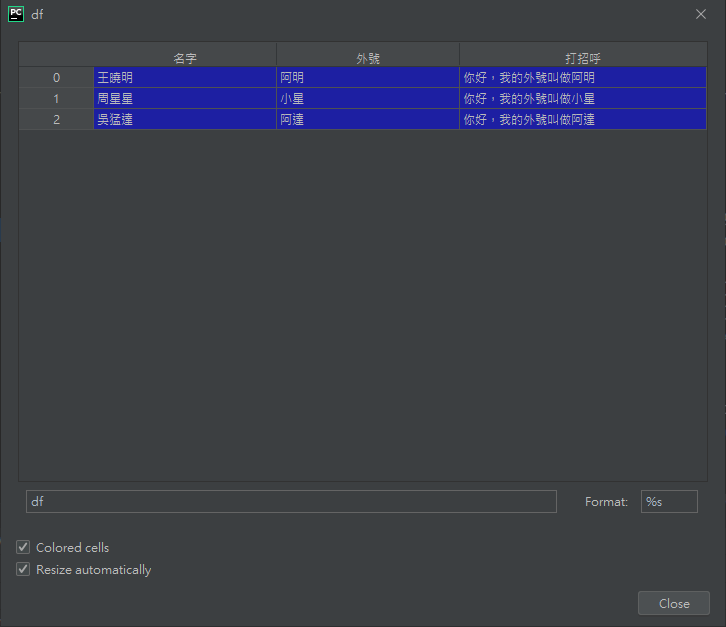 PC df
名字 外號 打招呼
0 王曉明 阿明 你好，我的外號叫做阿明
1 周星星 小星 你好，我的外號叫做小星
2 吳猛達 阿達 你好，我的外號叫做阿達
df Format: %s
Colored cells
Resize automatically
Close